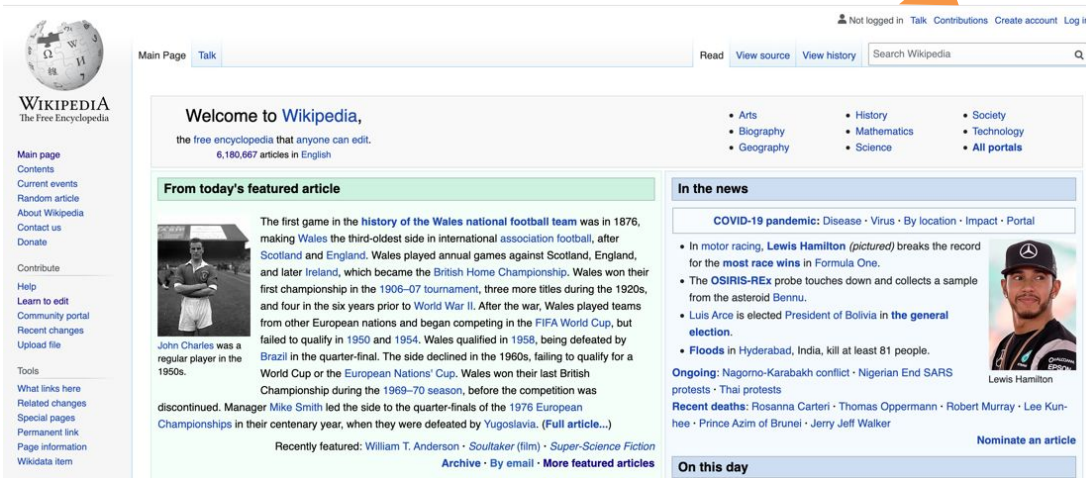 Not logged in Talk Contributions Create account Log in
Main Page Talk
Read View source View history Search Wikipedia
WIKIPEDIA
The Free Encyclopedia
Main page
Contents
Current events
Random article
About Wikipedia
Contact us
Donate
Contribute
Help
Learn to edit
Community portal
Recent changes
Upload file
Tools
What links here
Related changes
Special pages
Permanent link
Page information
Wikidata item
Welcome to Wikipedia,
the free encyclopedia that anyone can edit.
6,180,667 articles in English
• Arts
• Biography
• Geography
• History
• Mathematics
• Science
• Society
• Technology
• All portals
From today's featured article
The first game in the history of the Wales national football team was in 1876,
making Wales the third-oldest side in international association football, after
Scotland and England. Wales played annual games against Scotland, England,
and later Ireland, which became the British Home Championship. Wales won their
first championship in the 1906–07 tournament, three more titles during the 1920s,
and four in the six years prior to World War II. After the war, Wales played teams
from other European nations and began competing in the FIFA World Cup, but
failed to qualify in 1950 and 1954. Wales qualified in 1958, being defeated by
Brazil in the quarter-final. The side declined in the 1960s, failing to qualify for a
World Cup or the European Nations' Cup. Wales won their last British
Championship during the 1969–70 season, before the competition was
discontinued. Manager Mike Smith led the side to the quarter-finals of the 1976 European
Championships in their centenary year, when they were defeated by Yugoslavia. (Full article...)
John Charles was a
regular player in the
1950s.
Recently featured: William T. Anderson · Soultaker (film) · Super-Science Fiction
Archive · By email · More featured articles
In the news
COVID-19 pandemic: Disease · Virus · By location · Impact · Portal
• In motor racing, Lewis Hamilton (pictured) breaks the record
for the most race wins in Formula One.
• The OSIRIS-REx probe touches down and collects a sample
from the asteroid Bennu.
• Luis Arce is elected President of Bolivia in the general
election.
• Floods in Hyderabad, India, kill at least 81 people.
QUALCOMM
EPSON
Lewis Hamilton
Ongoing: Nagorno-Karabakh conflict · Nigerian End SARS
protests · Thai protests
Recent deaths: Rosanna Carteri · Thomas Oppermann · Robert Murray · Lee Kun-
hee · Prince Azim of Brunei · Jerry Jeff Walker
Nominate an article
On this day